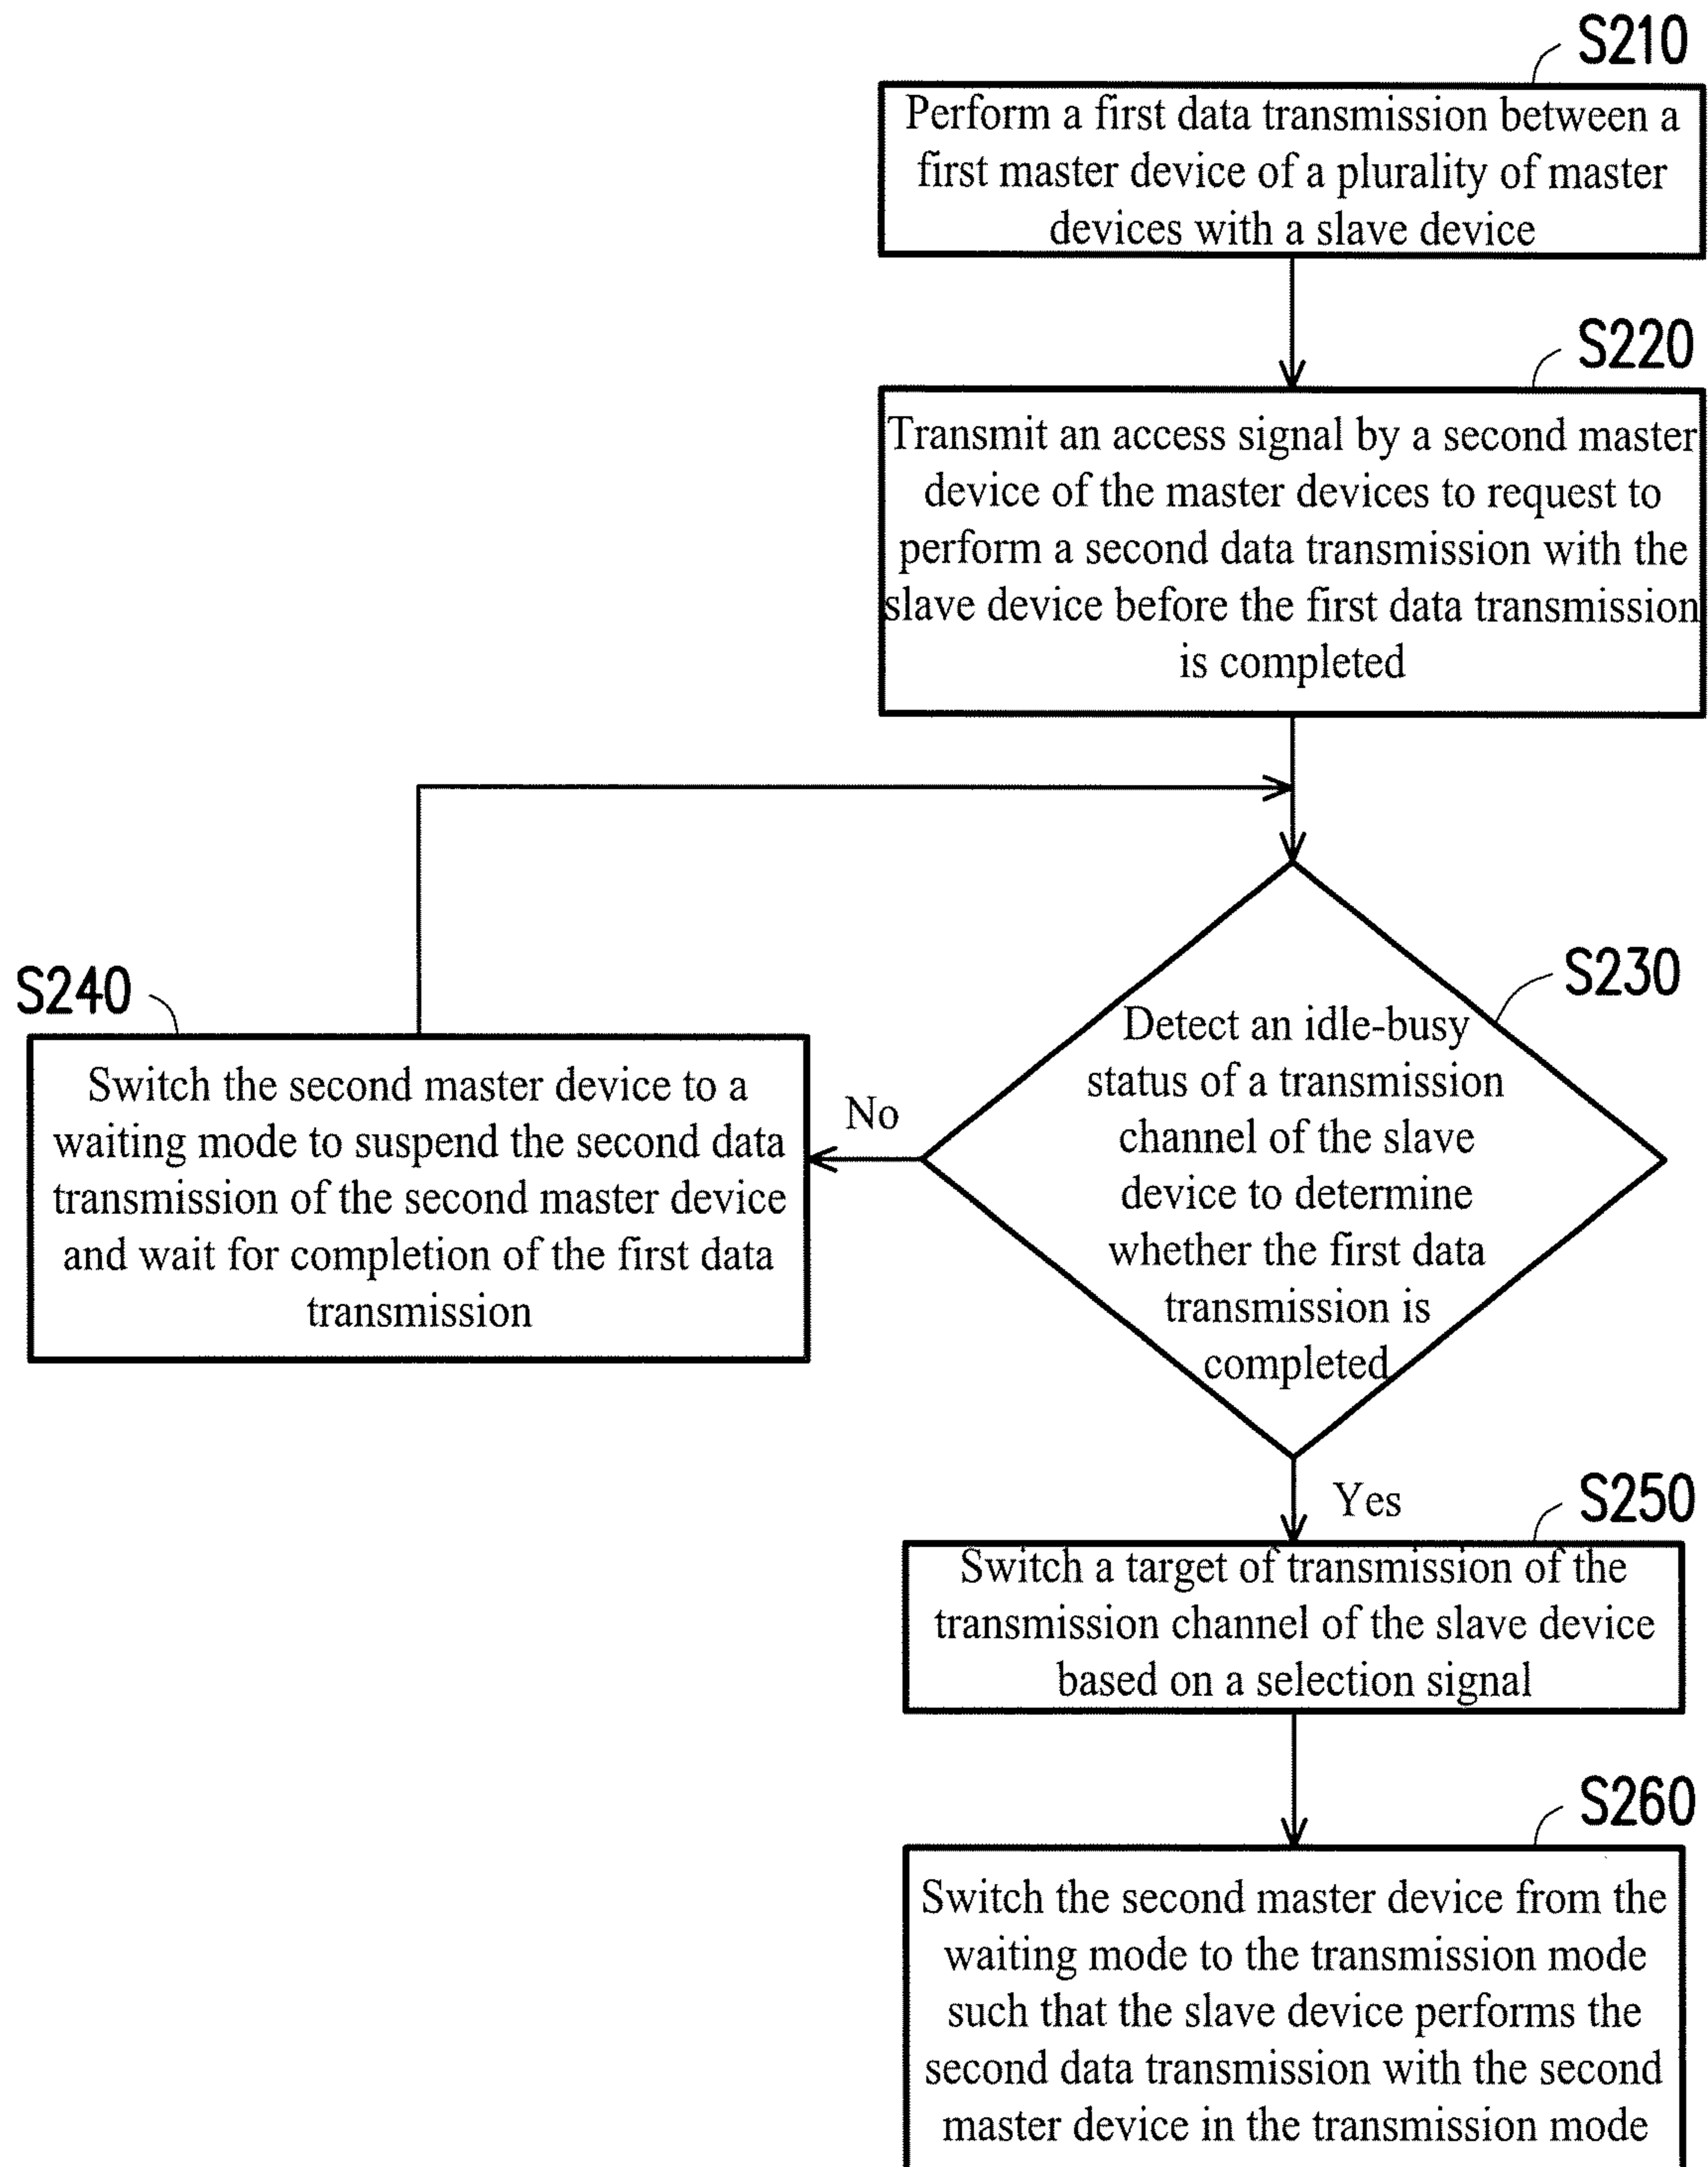 S210
Perform a first data transmission between a
first master device of a plurality of master
devices with a slave device
S220
Transmit an access signal by a second master
device of the master devices to request to
perform a second data transmission with the
slave device before the first data transmission
is completed
S230
Detect an idle-busy
status of a transmission
channel of the slave
device to determine
whether the first data
transmission is
completed
No
S240
Switch the second master device to a
waiting mode to suspend the second data
transmission of the second master device
and wait for completion of the first data
transmission
Yes
S250
Switch a target of transmission of the
transmission channel of the slave device
based on a selection signal
S260
Switch the second master device from the
waiting mode to the transmission mode
such that the slave device performs the
second data transmission with the second
master device in the transmission mode